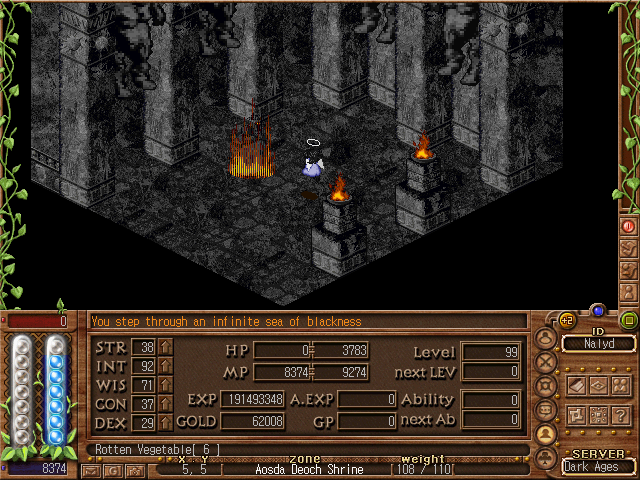 You step through an infinite sea of blackness
0
+2
ID
Nalyd
STR 38
INT 92
WIS 71
CON 37
DEX 29
HP 0 3783
MP 8374 9274
EXP 191493348
A.EXP 0
GOLD 62008
GP 0
Level 99
next LEV 0
Ability 0
next Ab 0
Rotten Vegetable[ 6 ]
8374
G
X Y
5, 5
zone
Aosda Deoch Shrine
weight
[108 / 110]
?
SERVER
Dark Ages